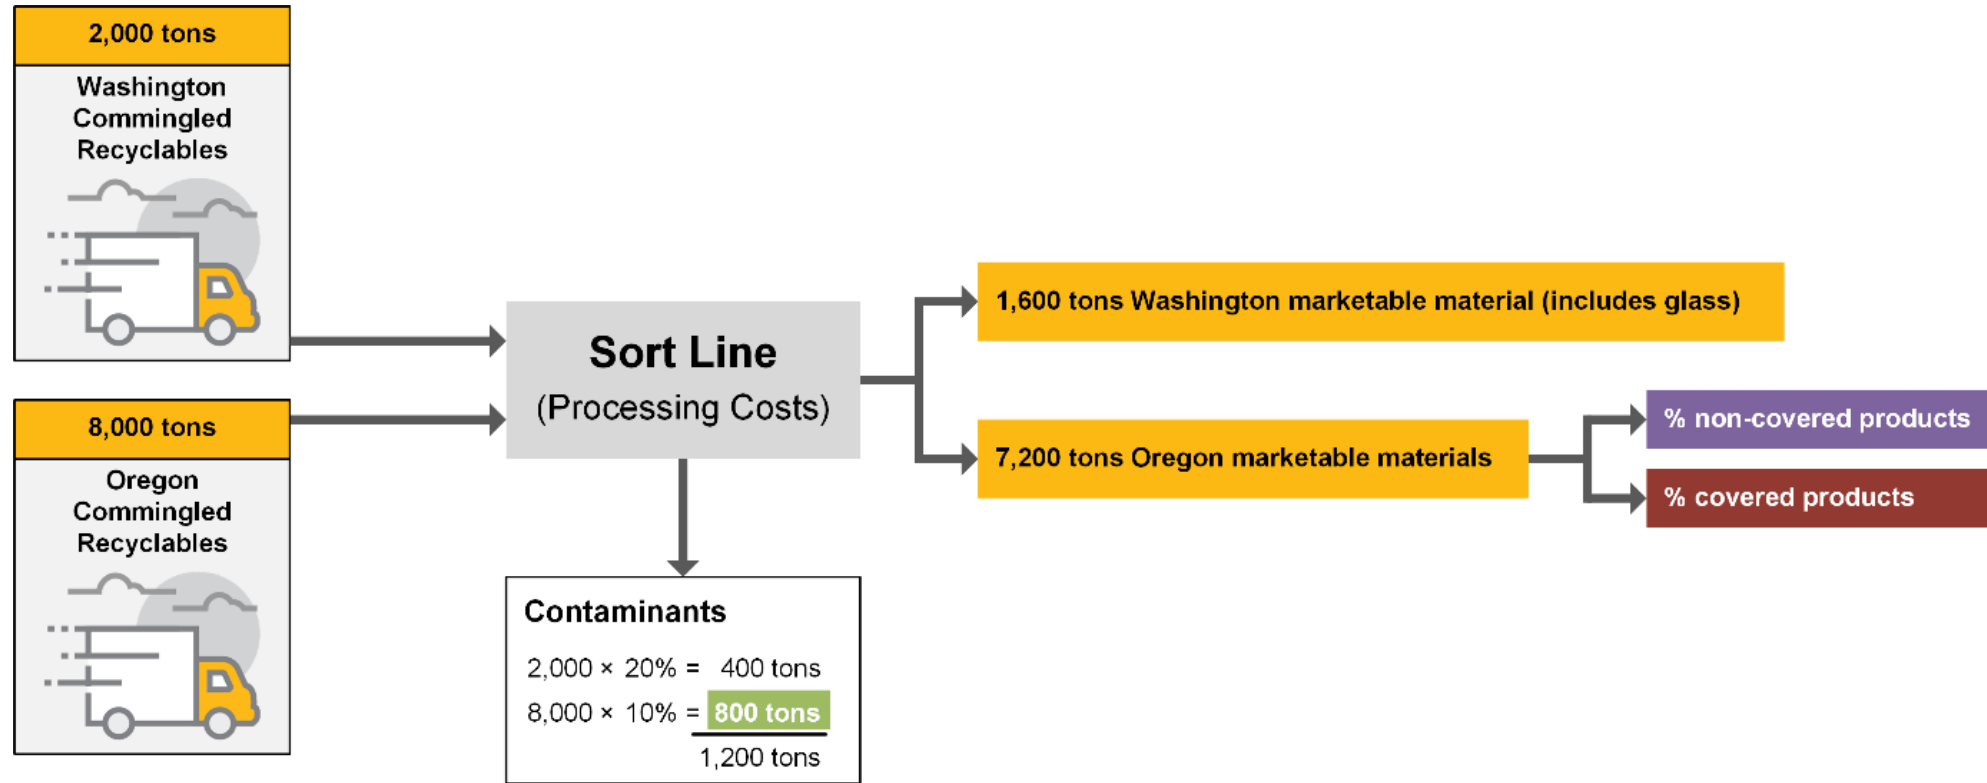 2,000 tons
Washington
Commingled
Recyclables
8,000 tons
Oregon
Commingled
Recyclables
Sort Line
(Processing Costs)
Contaminants
2,000 × 20% = 400 tons
8,000 × 10% = 800 tons
1,200 tons
1,600 tons Washington marketable material (includes glass)
7,200 tons Oregon marketable materials
% non-covered products
% covered products